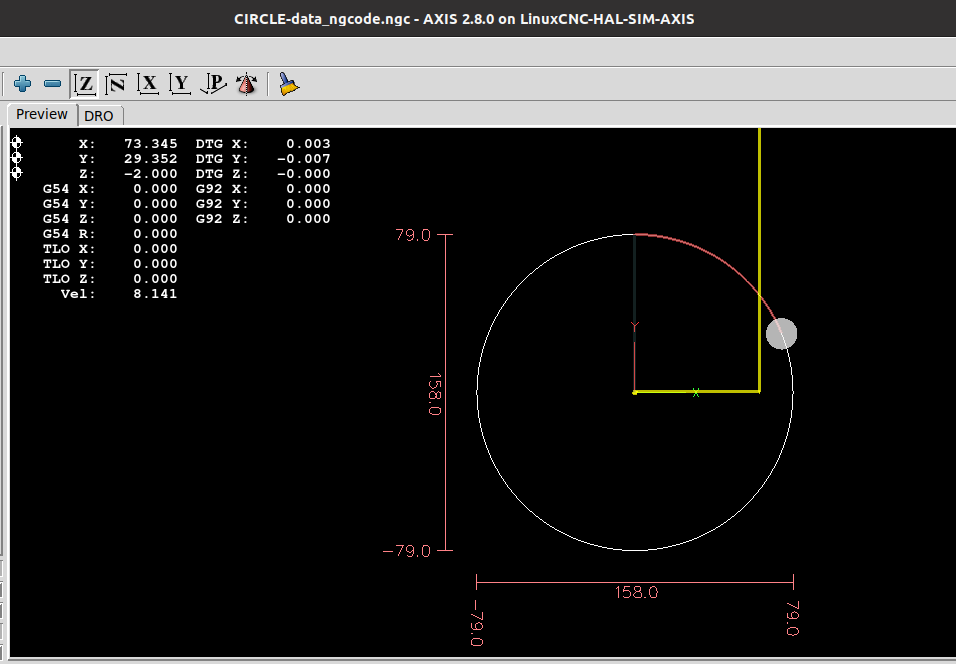 CIRCLE-data_ngcode.ngc - AXIS 2.8.0 on LinuxCNC-HAL-SIM-AXIS
Z N X Y P
Preview DRO
X: 73.345 DTG X: 0.003
Y: 29.352 DTG Y: -0.007
Z: -2.000 DTG Z: -0.000
G54 X: 0.000 G92 X: 0.000
G54 Y: 0.000 G92 Y: 0.000
G54 Z: 0.000 G92 Z: 0.000
G54 R: 0.000
TLO X: 0.000
TLO Y: 0.000
TLO Z: 0.000
Vel: 8.141
79.0
Y
158.0
X
-79.0
158.0
-79.0
79.0